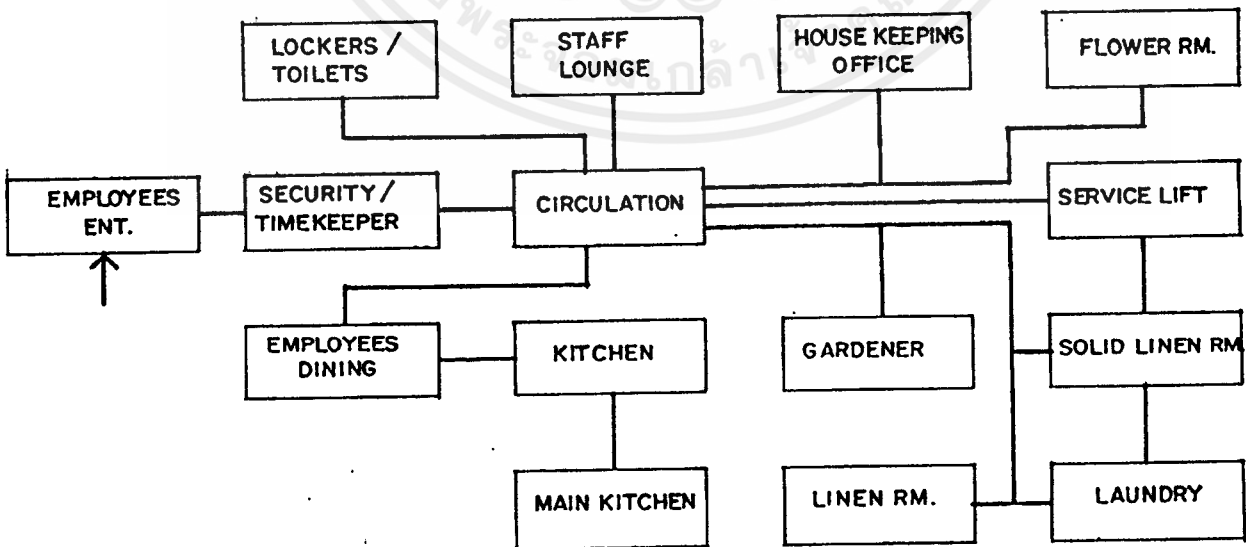 LOCKERS /
TOILETS
STAFF
LOUNGE
HOUSE KEEPING
OFFICE
FLOWER RM.
EMPLOYEES
ENT.
SECURITY/
TIMEKEEPER
CIRCULATION
SERVICE LIFT
EMPLOYEES
DINING
KITCHEN
GARDENER
SOLID LINEN RM
MAIN KITCHEN
LINEN RM.
LAUNDRY